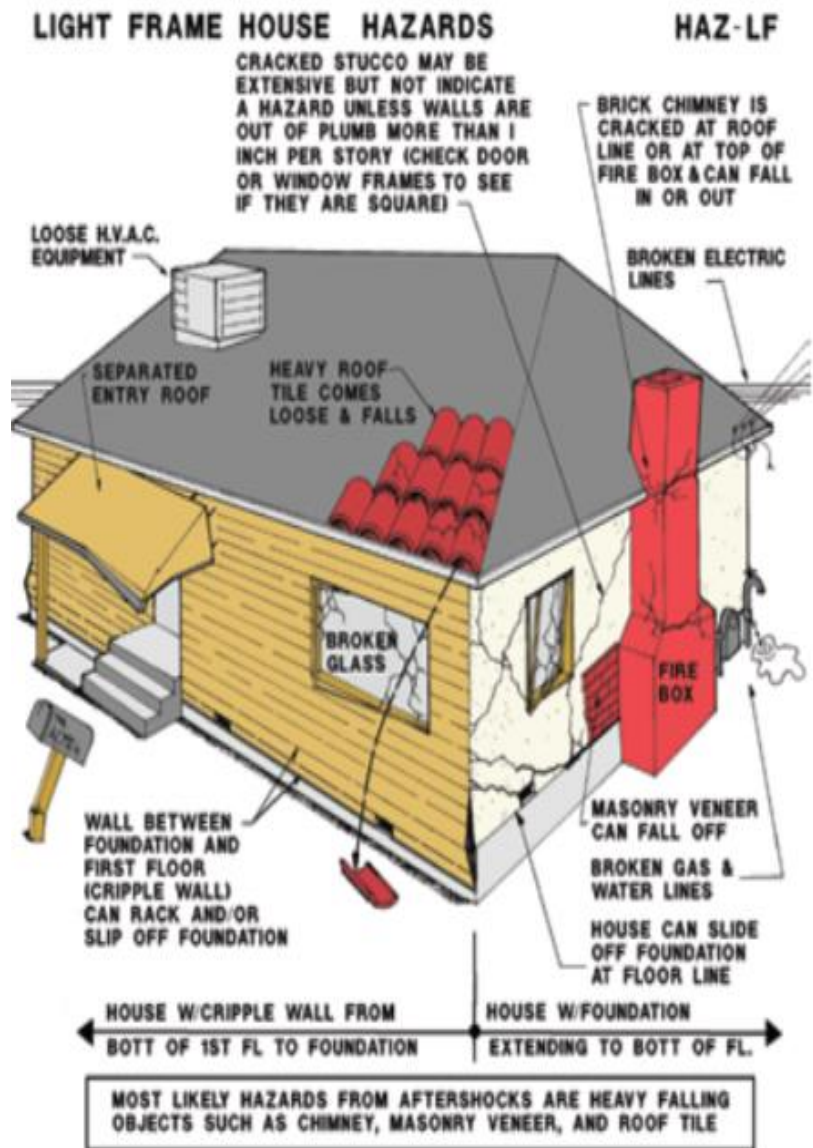 LIGHT FRAME HOUSE HAZARDS
HAZ-LF
CRACKED STUCCO MAY BE
EXTENSIVE BUT NOT INDICATE
A HAZARD UNLESS WALLS ARE
OUT OF PLUMB MORE THAN 1
INCH PER STORY (CHECK DOOR
OR WINDOW FRAMES TO SEE
IF THEY ARE SQUARE)
BRICK CHIMNEY IS
CRACKED AT ROOF
LINE OR AT TOP OF
FIRE BOX & CAN FALL
IN OR OUT
LOOSE H.V.A.C.
EQUIPMENT
BROKEN ELECTRIC
LINES
SEPARATED
ENTRY ROOF
HEAVY ROOF
TILE COMES
LOOSE & FALLS
BROKEN
GLASS
FIRE
BOX
WALL BETWEEN
FOUNDATION AND
FIRST FLOOR
(CRIPPLE WALL)
CAN RACK AND/OR
SLIP OFF FOUNDATION
MASONRY VENEER
CAN FALL OFF
BROKEN GAS &
WATER LINES
HOUSE CAN SLIDE
OFF FOUNDATION
AT FLOOR LINE
HOUSE W/CRIPPLE WALL FROM
BOTT OF 1ST FL TO FOUNDATION
HOUSE W/FOUNDATION
EXTENDING TO BOTT OF FL.
MOST LIKELY HAZARDS FROM AFTERSHOCKS ARE HEAVY FALLING
OBJECTS SUCH AS CHIMNEY, MASONRY VENEER, AND ROOF TILE